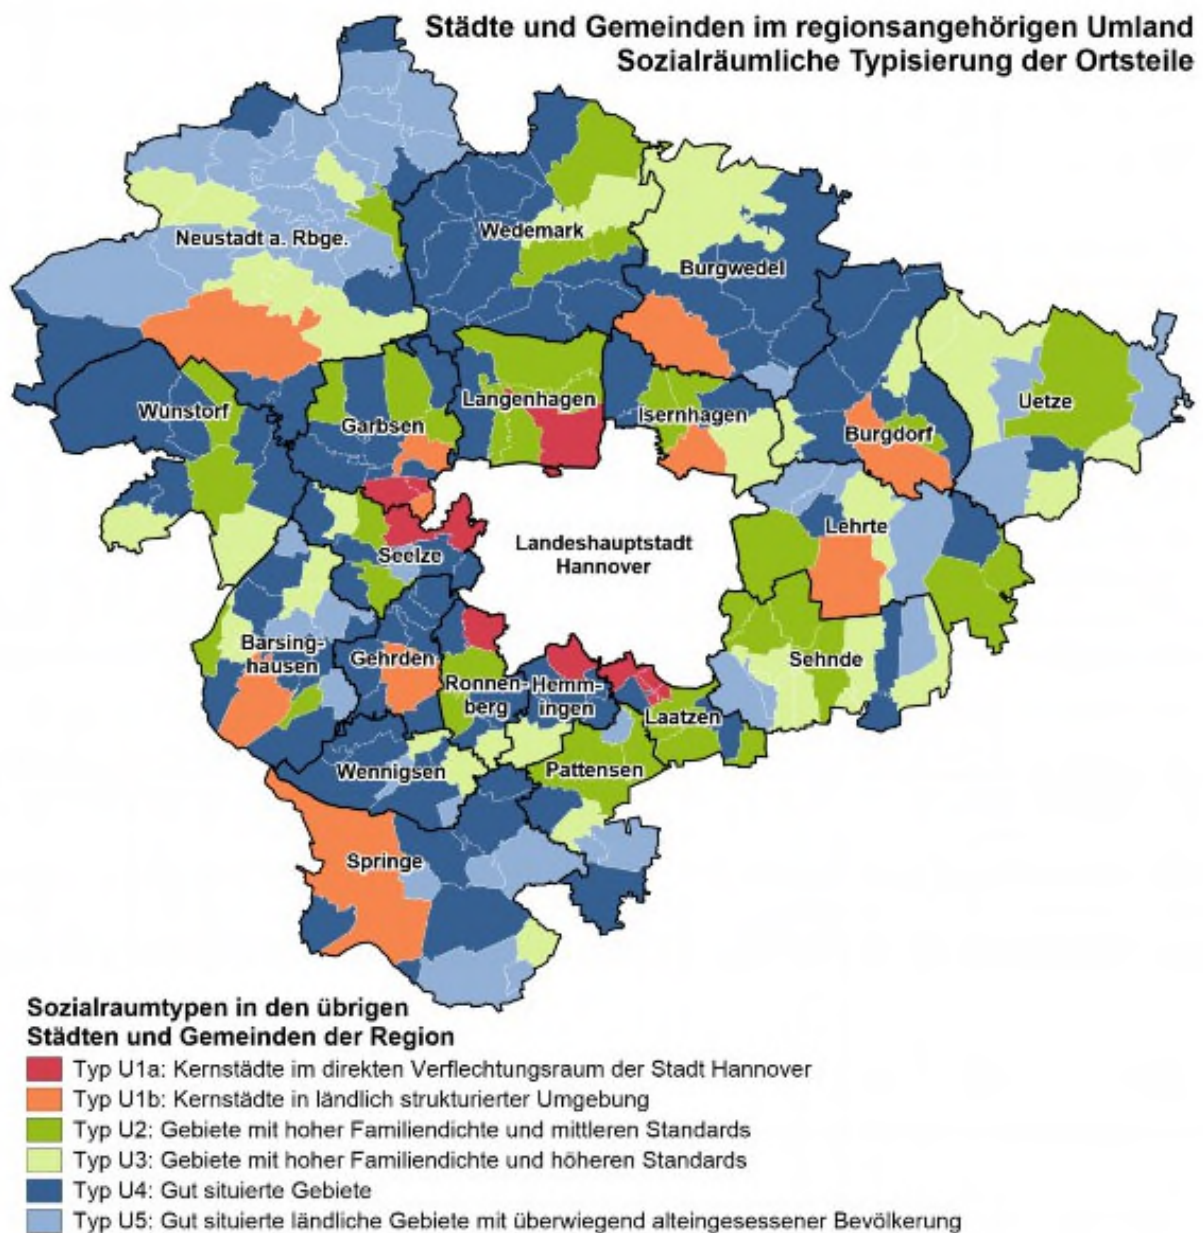 Städte und Gemeinden im regionsangehörigen Umland
Sozialräumliche Typisierung der Ortsteile
Neustadt a. Rbge.
Wedemark
Burgwedel
Wunstorf
Garbsen
Langenhagen
Isernhagen
Burgdorf
Uetze
Seelze
Landeshauptstadt
Hannover
Lehrte
Barsing-
hausen
Gehrden
Ronnen-
berg
Hemm-
ingen
Laatzen
Sehnde
Wennigsen
Pattensen
Springe
Sozialraumtypen in den übrigen
Städten und Gemeinden der Region
Typ U1a: Kernstädte im direkten Verflechtungsraum der Stadt Hannover
Typ U1b: Kernstädte in ländlich strukturierter Umgebung
Typ U2: Gebiete mit hoher Familiendichte und mittleren Standards
Typ U3: Gebiete mit hoher Familiendichte und höheren Standards
Typ U4: Gut situierte Gebiete
Typ U5: Gut situierte ländliche Gebiete mit überwiegend alteingesessener Bevölkerung